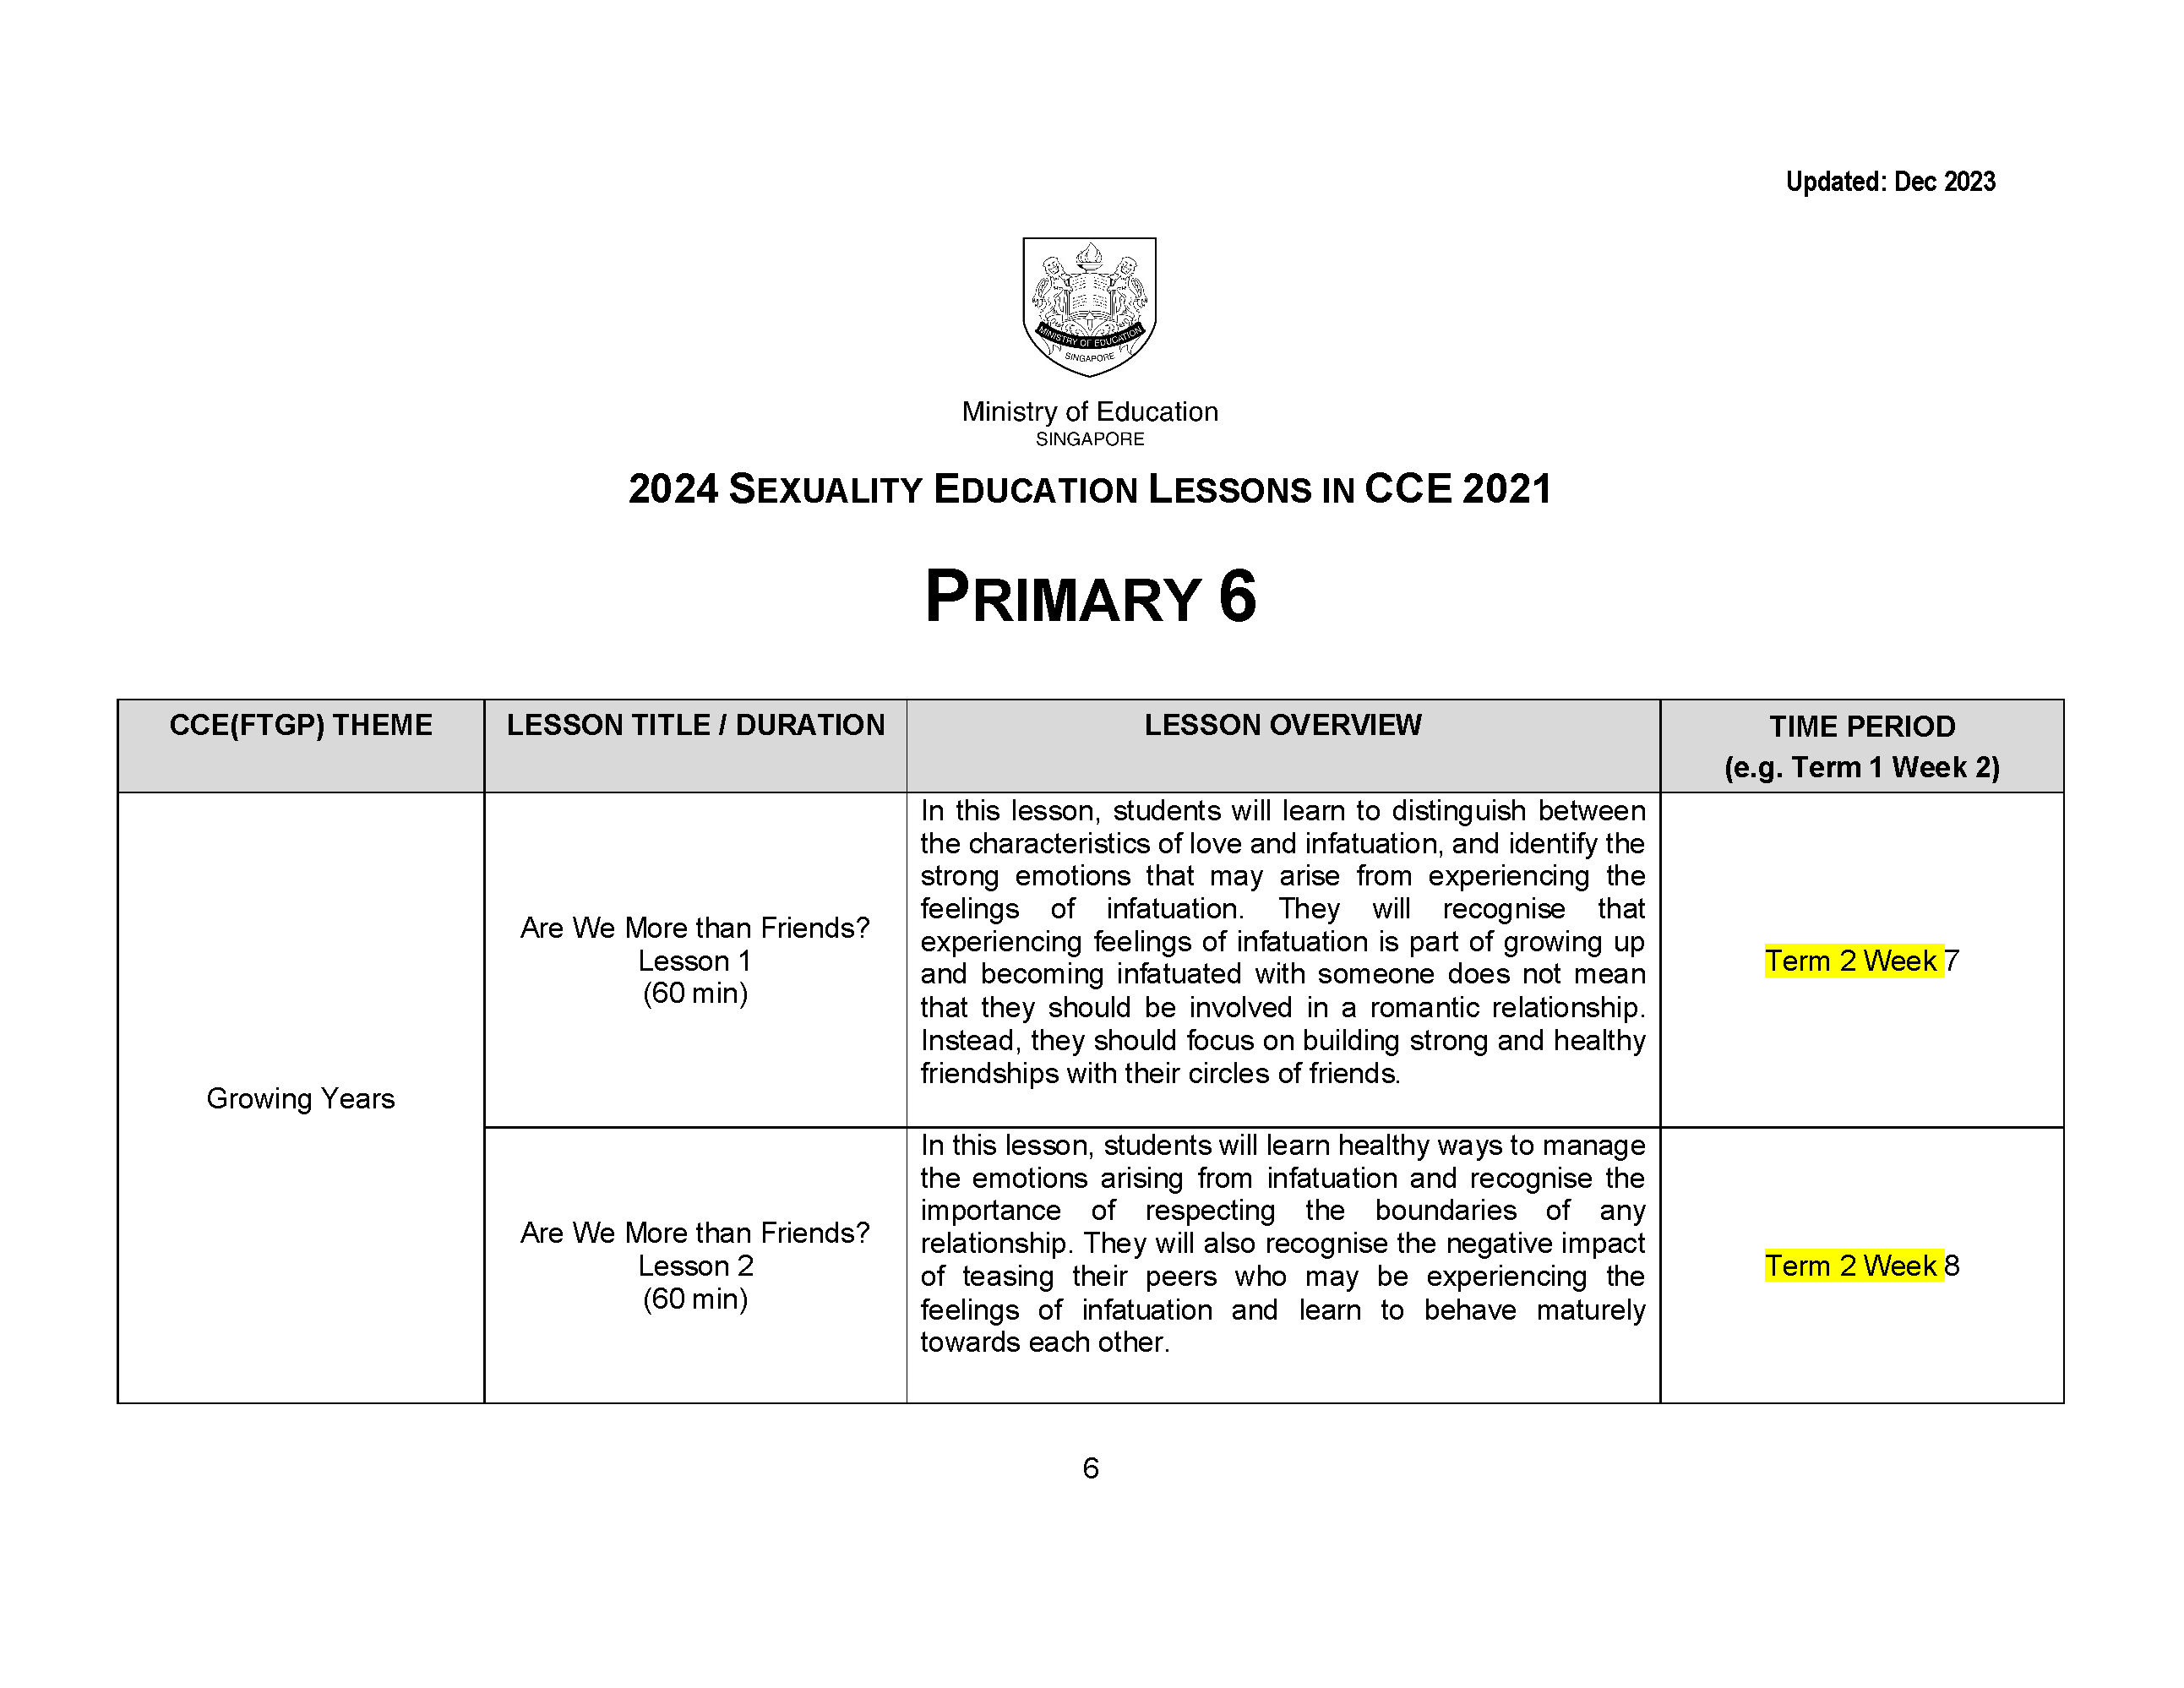 Updated: Dec 2023
MINISTRY OF EDUCATION
SINGAPORE
Ministry of Education
SINGAPORE
2024 SEXUALITY EDUCATION LESSONS IN CCE 2021
PRIMARY 6
CCE(FTGP) THEME
LESSON TITLE / DURATION
LESSON OVERVIEW
TIME PERIOD
(e.g. Term 1 Week 2)
Growing Years
Are We More than Friends?
Lesson 1
(60 min)
In this lesson, students will learn to distinguish between
the characteristics of love and infatuation, and identify the
strong emotions that may arise from experiencing the
feelings of infatuation. They will recognise that
experiencing feelings of infatuation is part of growing up
and becoming infatuated with someone does not mean
that they should be involved in a romantic relationship.
Instead, they should focus on building strong and healthy
friendships with their circles of friends.
Term 2 Week 7
Are We More than Friends?
Lesson 2
(60 min)
In this lesson, students will learn healthy ways to manage
the emotions arising from infatuation and recognise the
importance of respecting the boundaries of any
relationship. They will also recognise the negative impact
of teasing their peers who may be experiencing the
feelings of infatuation and learn to behave maturely
towards each other.
Term 2 Week 8
6